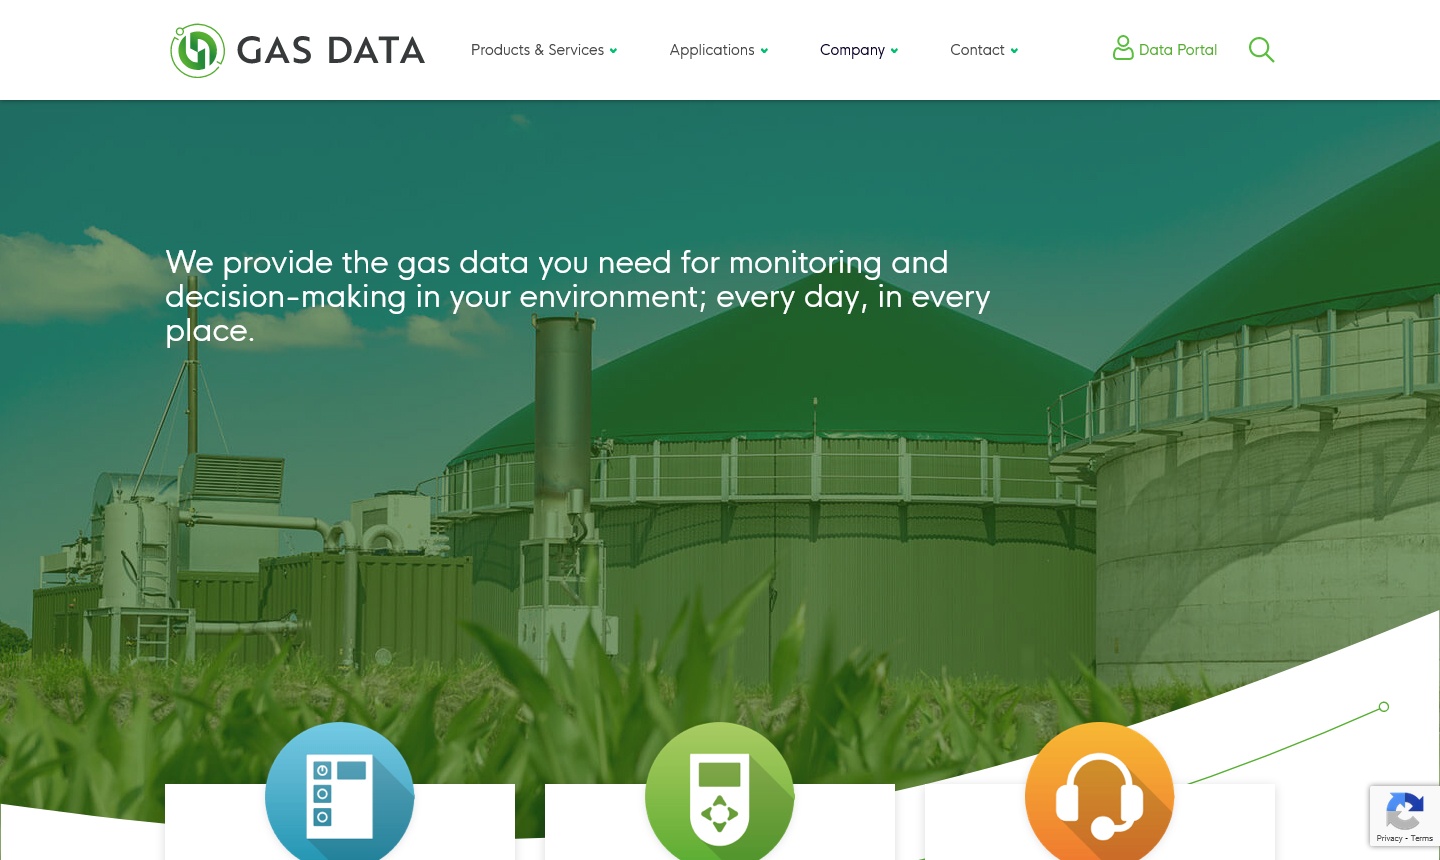 GAS DATA
Products & Services
Applications
Company
Contact
Data Portal
We provide the gas data you need for monitoring and
decision-making in your environment; every day, in every
place.
Privacy - Terms